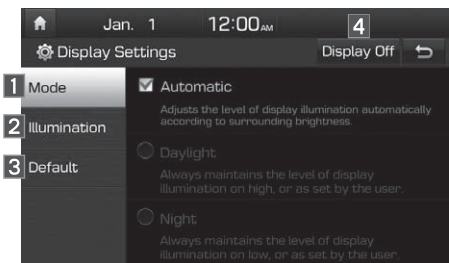 Jan. 1 12:00AM 4
Display Settings Display Off
1 Mode
Automatic
Adjusts the level of display illumination automatically
according to surrounding brightness.
2 Illumination
Daylight
3 Default
Always maintains the level of display
illumination on high, or as set by the user.
Night
Always maintains the level of display
illumination on low, or as set by the user.